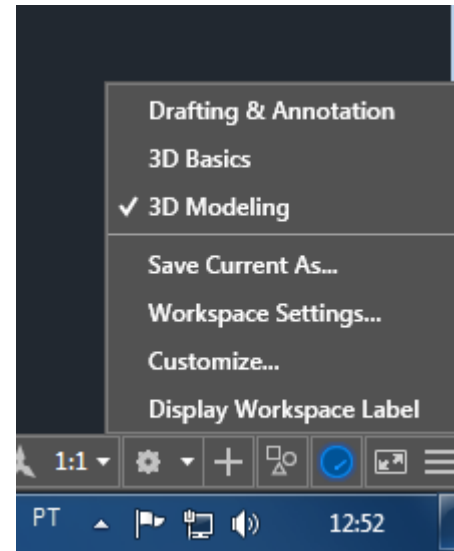 Drafting & Annotation
3D Basics
3D Modeling
Save Current As...
Workspace Settings...
Customize...
Display Workspace Label
1:1
PT 12:52